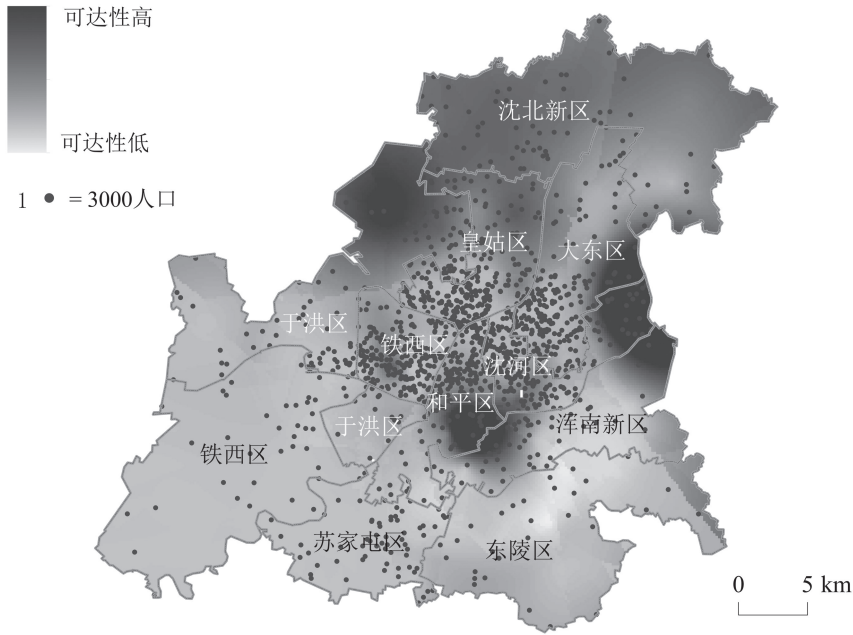 可达性高
可达性低
1 ● = 3000人口
沈北新区
皇姑区
大东区
于洪区
铁西区
沈河区
和平区
于洪区
浑南新区
铁西区
苏家屯区
东陵区
0 5 km